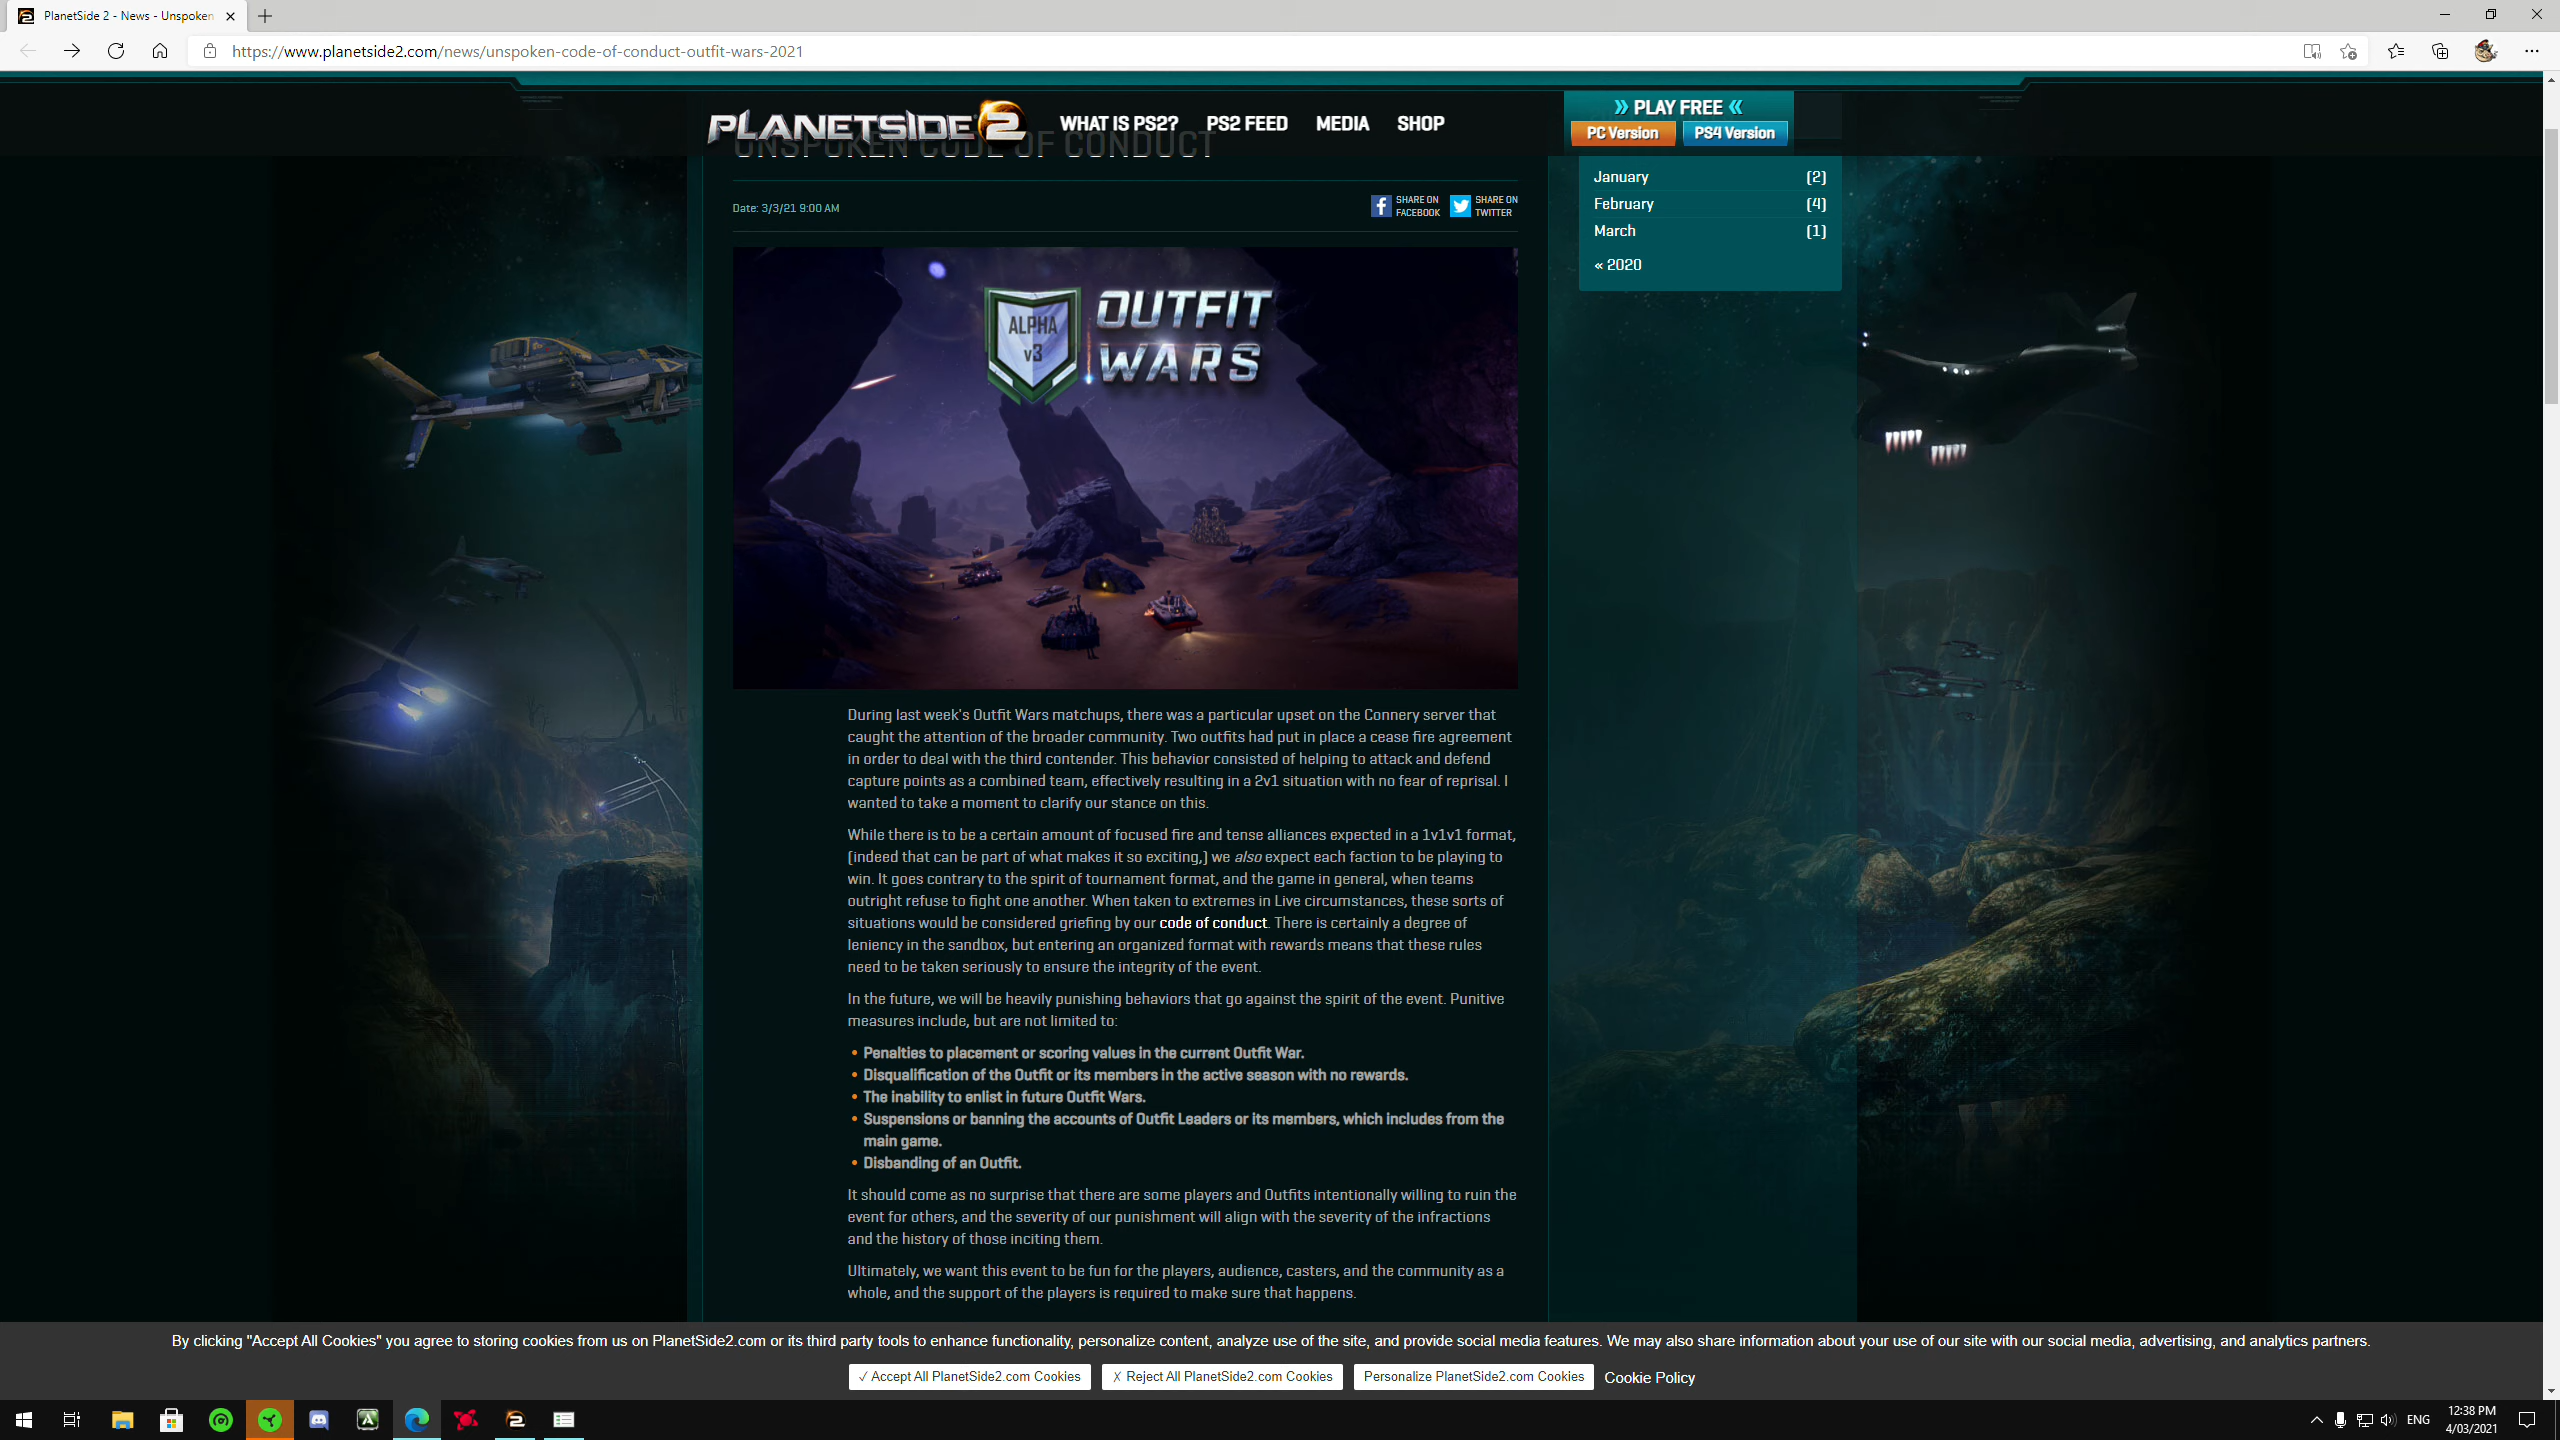 PlanetSide 2 - News - Unspoken
https://www.planetside2.com/news/unspoken-code-of-conduct-outfit-wars-2021
PLANETSIDE 2
WHAT IS PS2?
PS2 FEED
MEDIA
SHOP
PLAY FREE
PC Version
PS4 Version
UNSPOKEN CODE OF CONDUCT
January (2)
February (4)
March (1)
« 2020
Date: 3/3/21 9:00 AM
SHARE ON
FACEBOOK
SHARE ON
TWITTER
ALPHA
v3
OUTFIT
WARS
During last week's Outfit Wars matchups, there was a particular upset on the Connery server that
caught the attention of the broader community. Two outfits had put in place a cease fire agreement
in order to deal with the third contender. This behavior consisted of helping to attack and defend
capture points as a combined team, effectively resulting in a 2v1 situation with no fear of reprisal. I
wanted to take a moment to clarify our stance on this.
While there is to be a certain amount of focused fire and tense alliances expected in a 1v1v1 format,
(indeed that can be part of what makes it so exciting,) we also expect each faction to be playing to
win. It goes contrary to the spirit of tournament format, and the game in general, when teams
outright refuse to fight one another. When taken to extremes in Live circumstances, these sorts of
situations would be considered griefing by our code of conduct. There is certainly a degree of
leniency in the sandbox, but entering an organized format with rewards means that these rules
need to be taken seriously to ensure the integrity of the event.
In the future, we will be heavily punishing behaviors that go against the spirit of the event. Punitive
measures include, but are not limited to:
• Penalties to placement or scoring values in the current Outfit War.
• Disqualification of the Outfit or its members in the active season with no rewards.
• The inability to enlist in future Outfit Wars.
• Suspensions or banning the accounts of Outfit Leaders or its members, which includes from the
main game.
• Disbanding of an Outfit.
It should come as no surprise that there are some players and Outfits intentionally willing to ruin the
event for others, and the severity of our punishment will align with the severity of the infractions
and the history of those inciting them.
Ultimately, we want this event to be fun for the players, audience, casters, and the community as a
whole, and the support of the players is required to make sure that happens.
By clicking "Accept All Cookies" you agree to storing cookies from us on PlanetSide2.com or its third party tools to enhance functionality, personalize content, analyze use of the site, and provide social media features. We may also share information about your use of our site with our social media, advertising, and analytics partners.
✓ Accept All PlanetSide2.com Cookies
✗ Reject All PlanetSide2.com Cookies
Personalize PlanetSide2.com Cookies
Cookie Policy
ENG
12:38 PM
4/03/2021